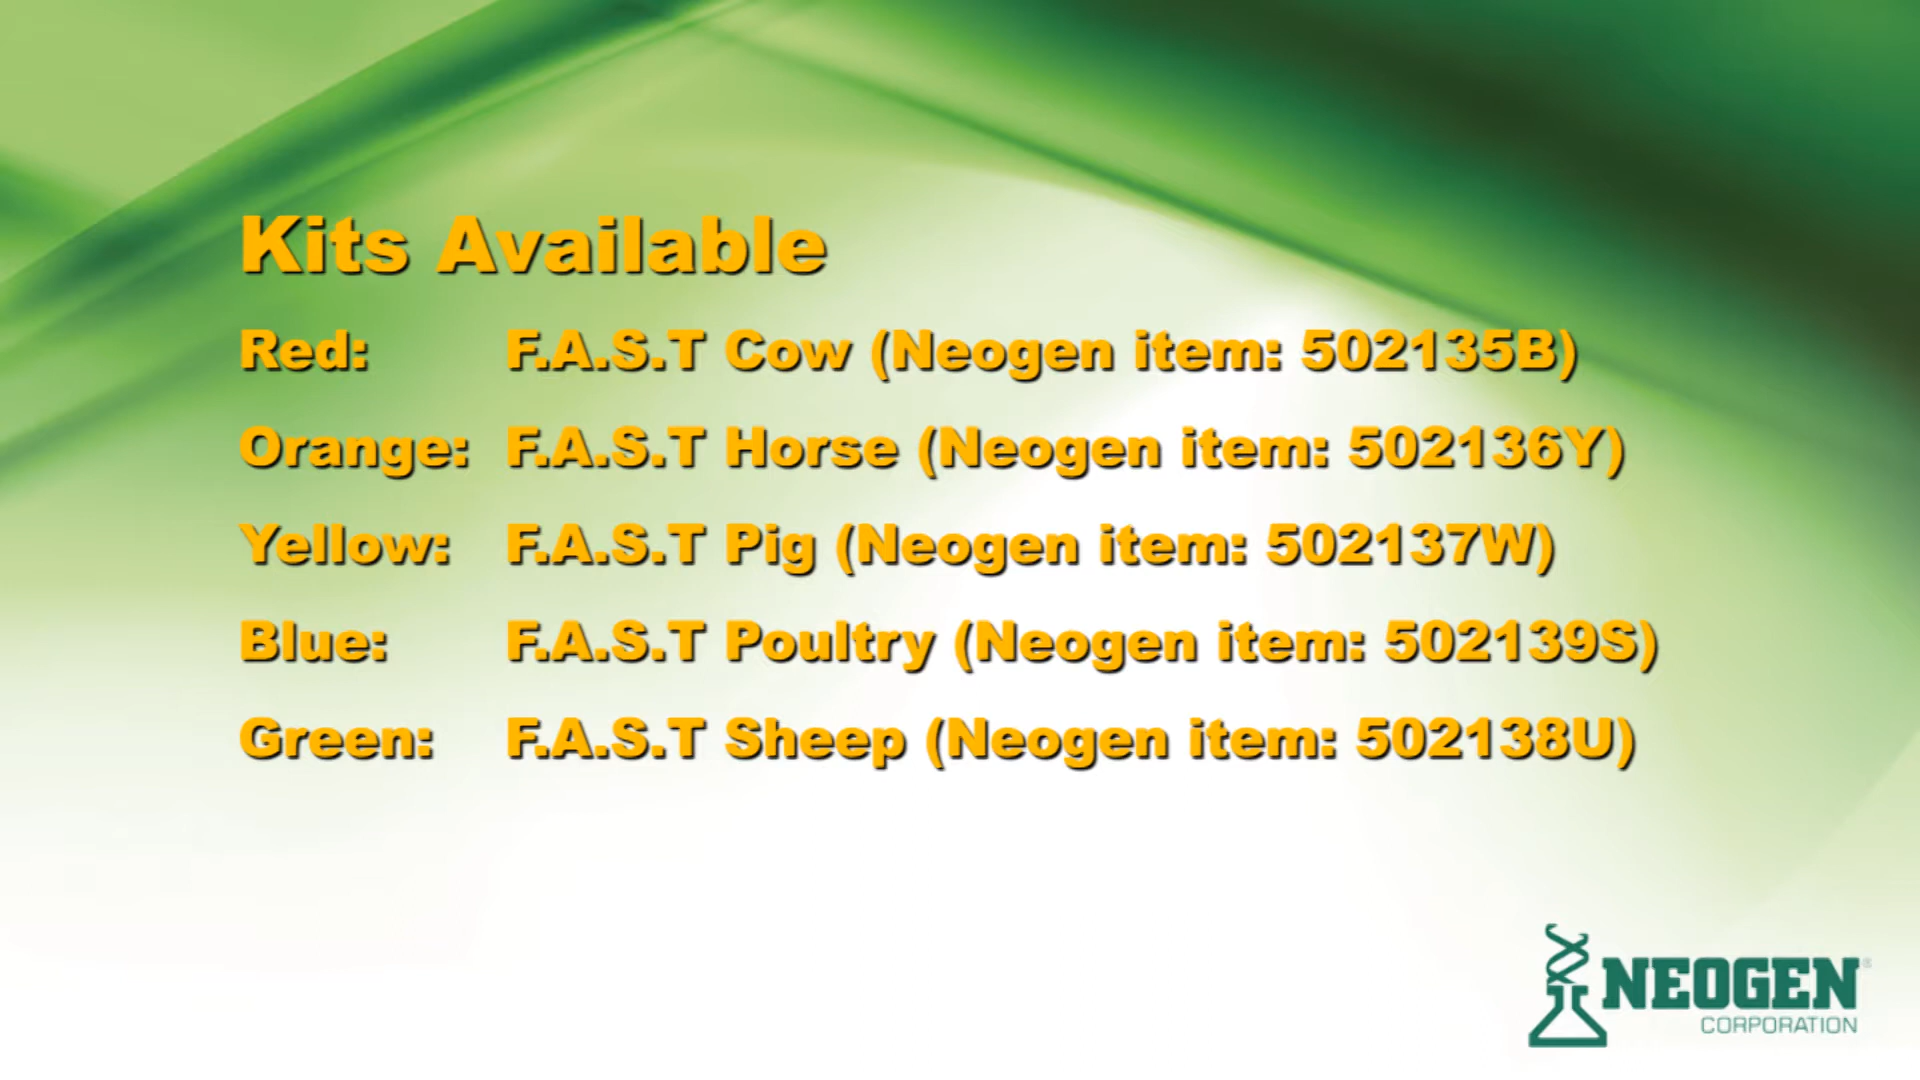 Kits Available
Red: F.A.S.T Cow (Neogen item: 502135B)
Orange: F.A.S.T Horse (Neogen item: 502136Y)
Yellow: F.A.S.T Pig (Neogen item: 502137W)
Blue: F.A.S.T Poultry (Neogen item: 502139S)
Green: F.A.S.T Sheep (Neogen item: 502138U)
NEOGEN®
CORPORATION